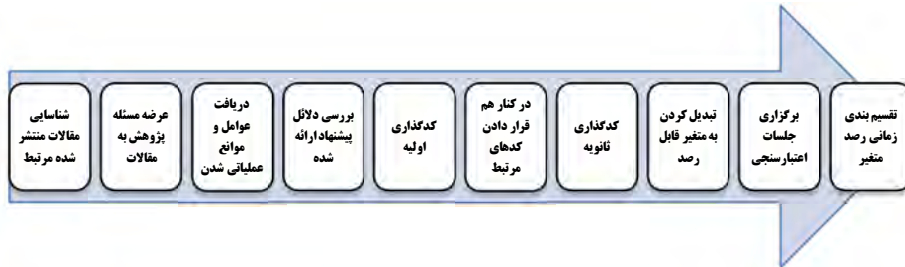 شناسایی
مقالات منتشر
شده مرتبط
عرضه مسئله
پژوهش به
مقالات
دریافت
عوامل و
موانع
عملیاتی شدن
بررسی دلائل
پیشنهاد ارائه
شده
کدگذاری
اولیه
در کنار هم
قرار دادن
کدهای
مرتبط
کدگذاری
ثانویه
تبدیل کردن
به متغیر قابل
رصد
برگزاری
جلسات
اعتبارسنجی
تقسیم بندی
زمانی رصد
متغیر